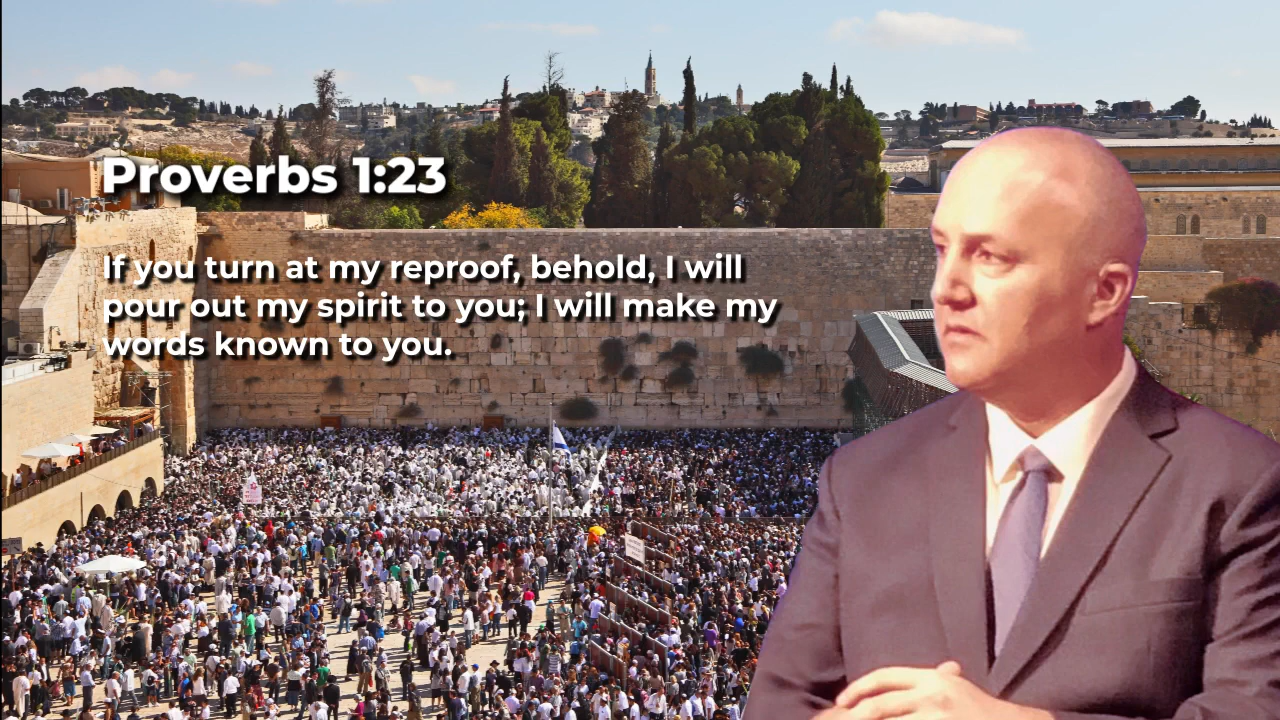 Proverbs 1:23
If you turn at my reproof, behold, I will
pour out my spirit to you; I will make my
words known to you.